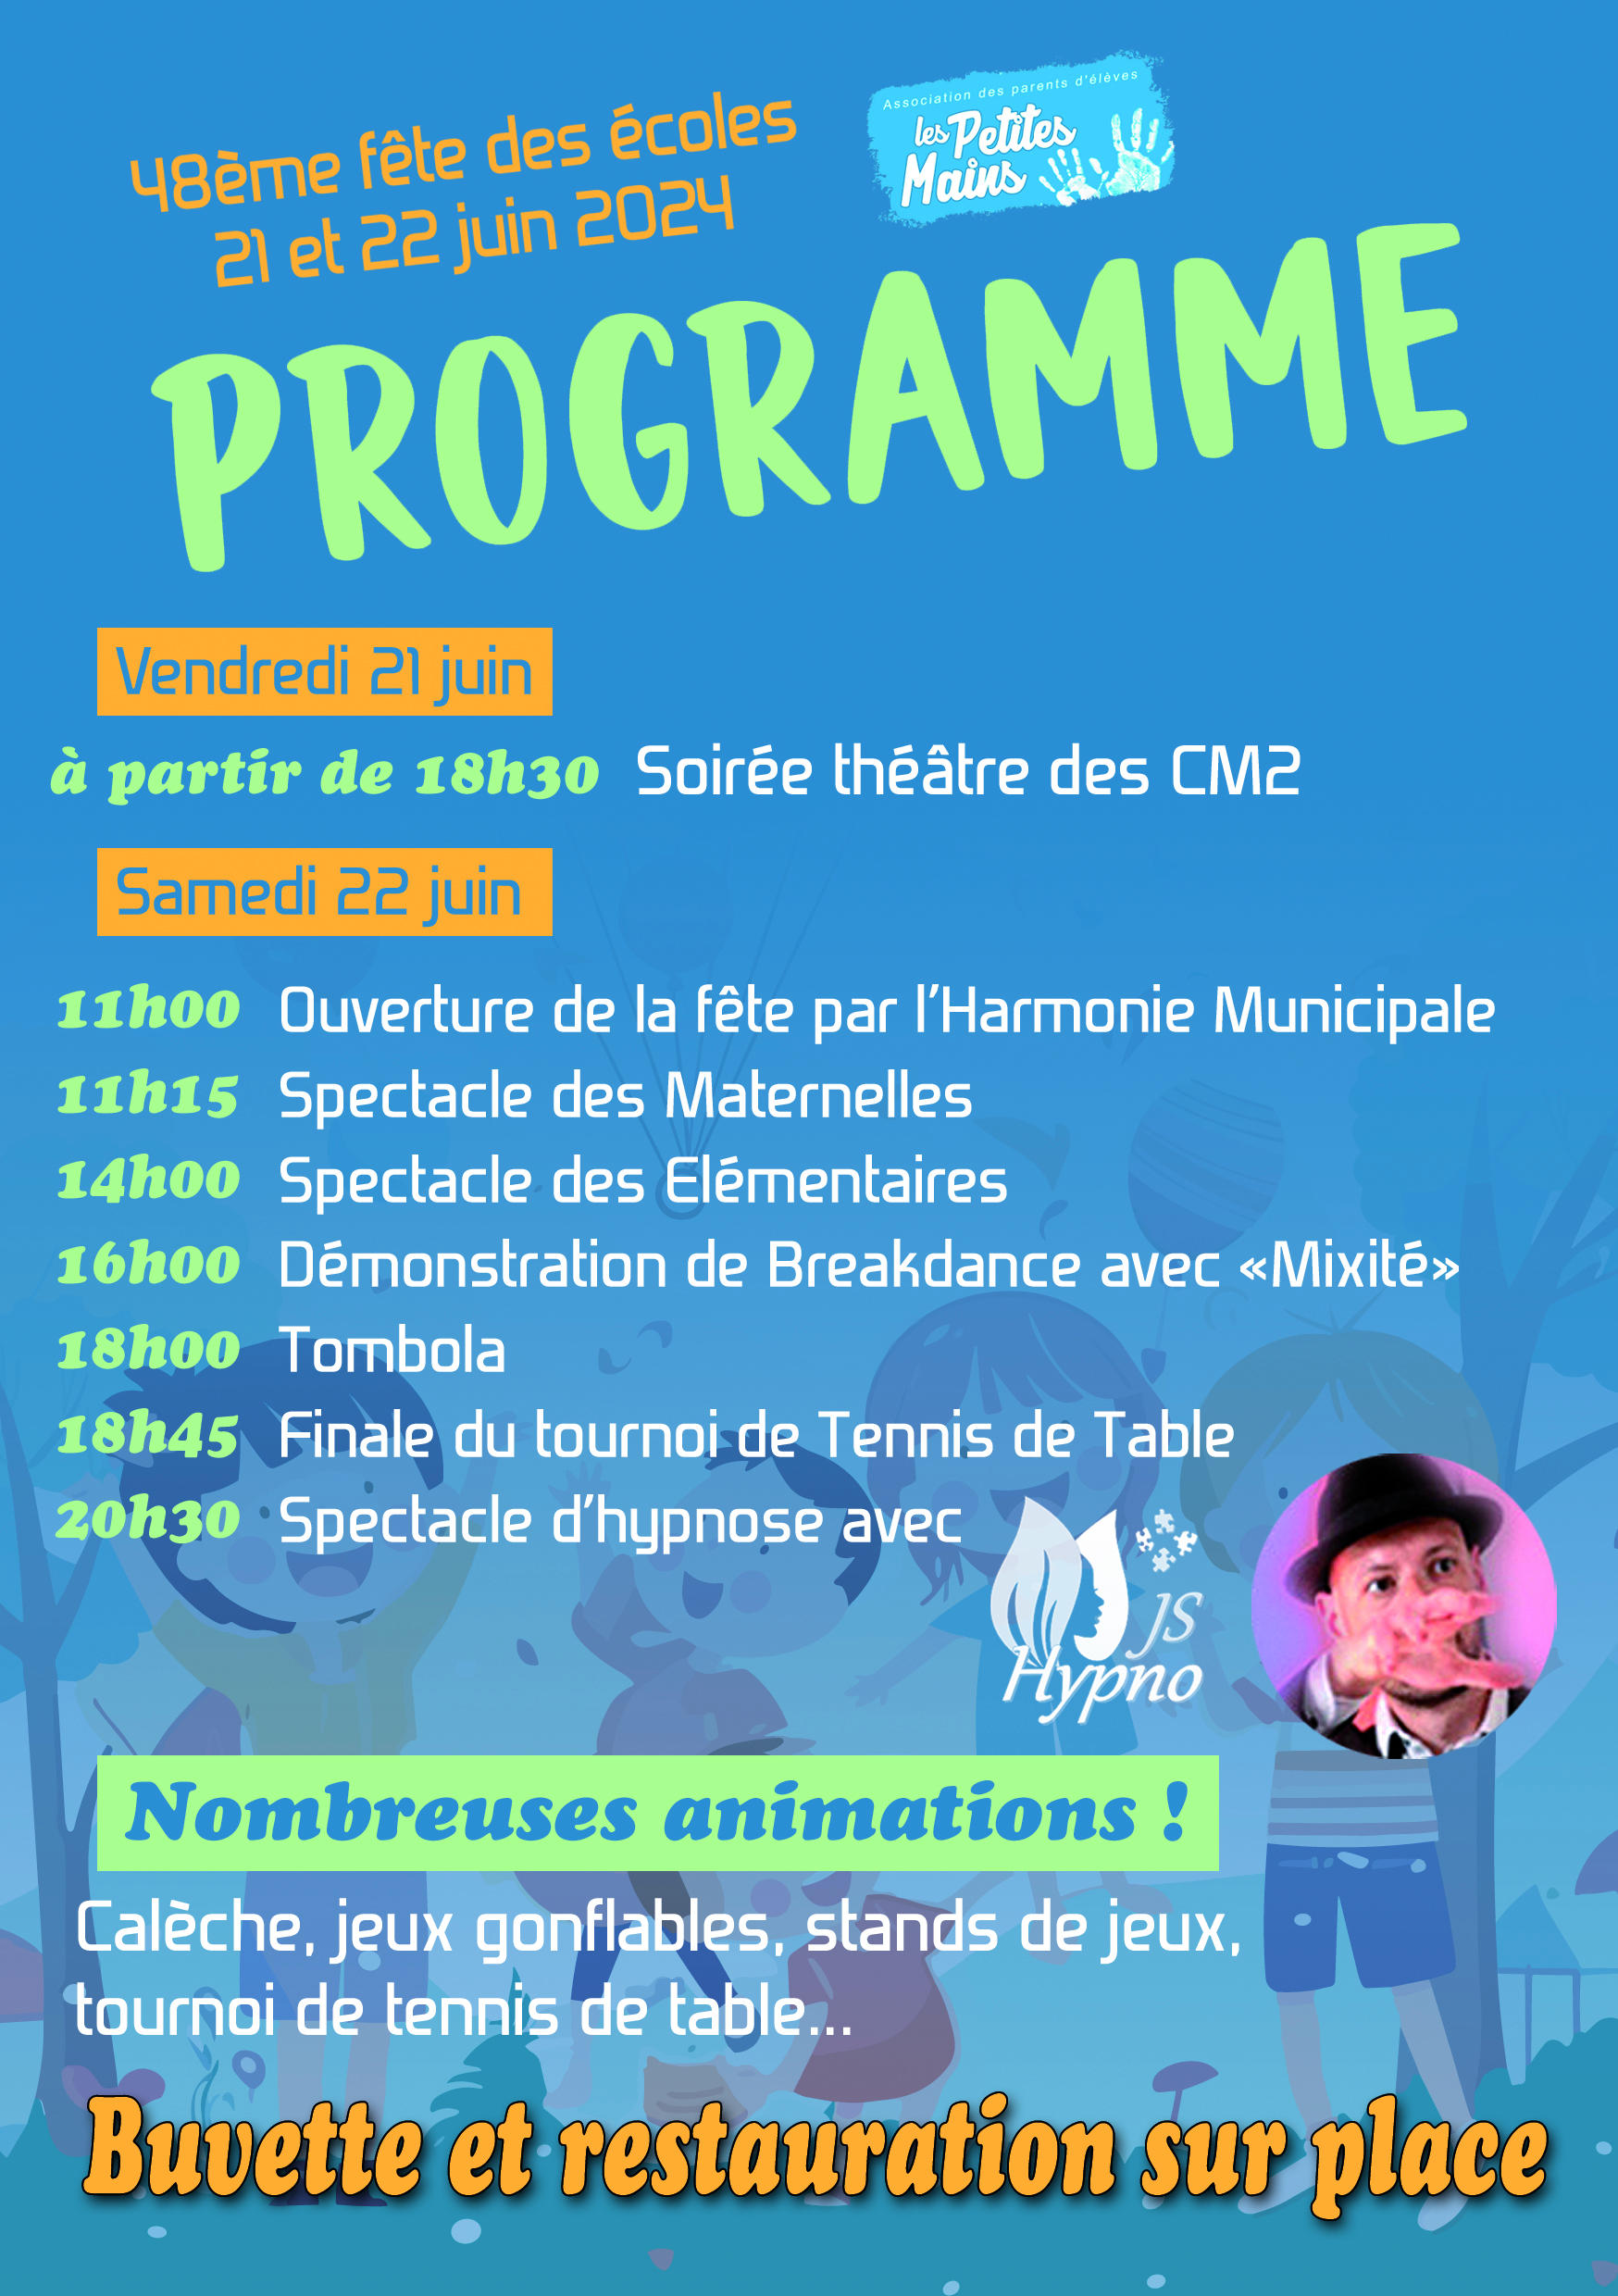 48ème fête des écoles
21 et 22 juin 2024
Association des parents d'élèves
les Petites
Mains
PROGRAMME
Vendredi 21 juin
à partir de 18h30 Soirée théâtre des CM2
Samedi 22 juin
11h00 Ouverture de la fête par l'Harmonie Municipale
11h15 Spectacle des Maternelles
14h00 Spectacle des Elémentaires
16h00 Démonstration de Breakdance avec «Mixité»
18h00 Tombola
18h45 Finale du tournoi de Tennis de Table
20h30 Spectacle d'hypnose avec
JS
Hypno
Nombreuses animations !
Calèche, jeux gonflables, stands de jeux,
tournoi de tennis de table...
Buvette et restauration sur place